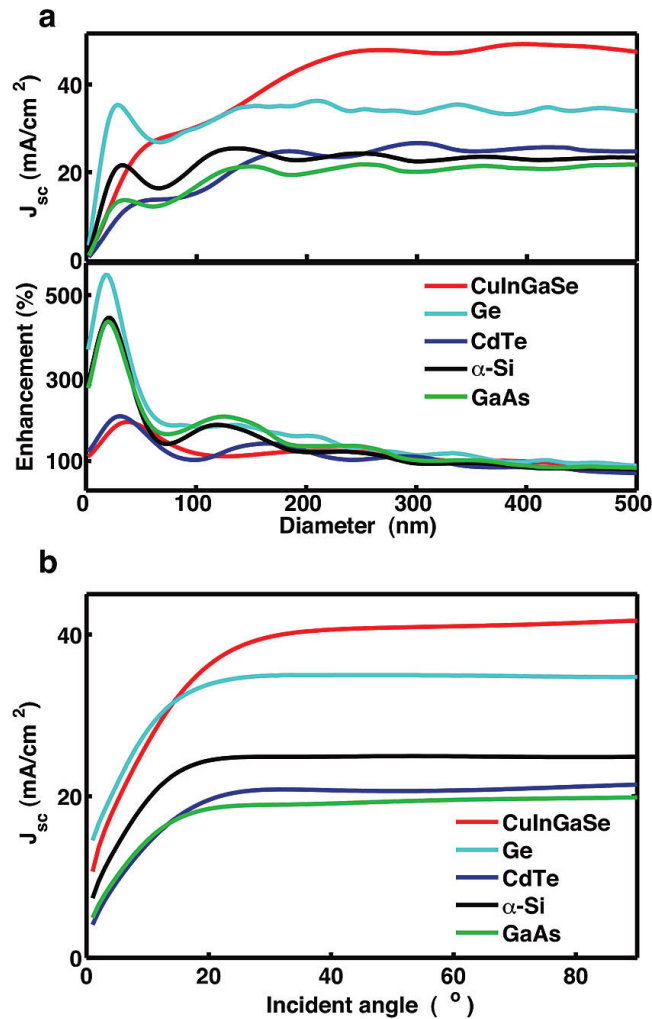 a
J_sc (mA/cm^2)
40
20
0
Enhancement (%)
500
300
100
CuInGaSe
Ge
CdTe
α-Si
GaAs
0 100 200 300 400 500
Diameter (nm)
b
J_sc (mA/cm^2)
40
20
0
CuInGaSe
Ge
CdTe
α-Si
GaAs
0 20 40 60 80
Incident angle ( °)